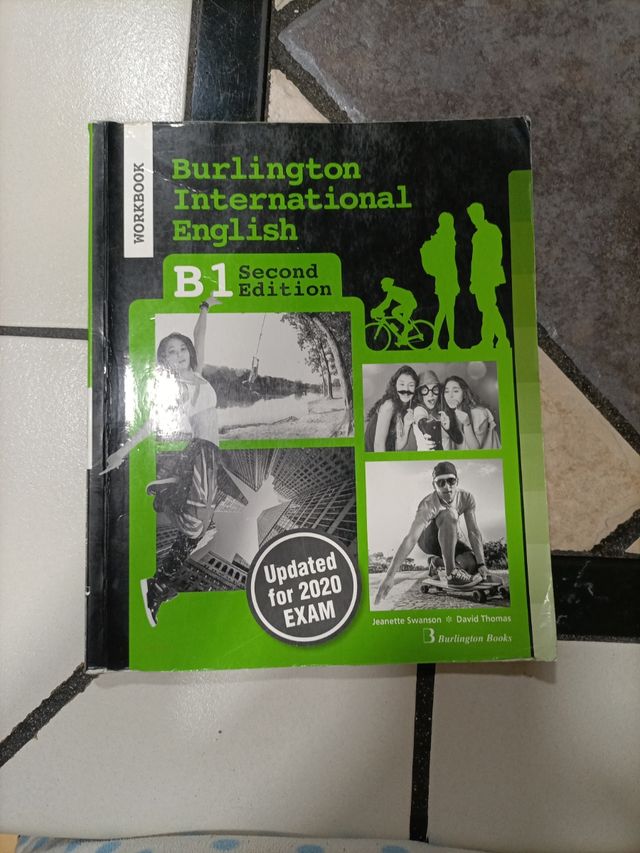 WORKBOOK
Burlington
International
English
B1 Second
Edition
Updated
for 2020
EXAM
Jeanette Swanson ✲ David Thomas
B Burlington Books